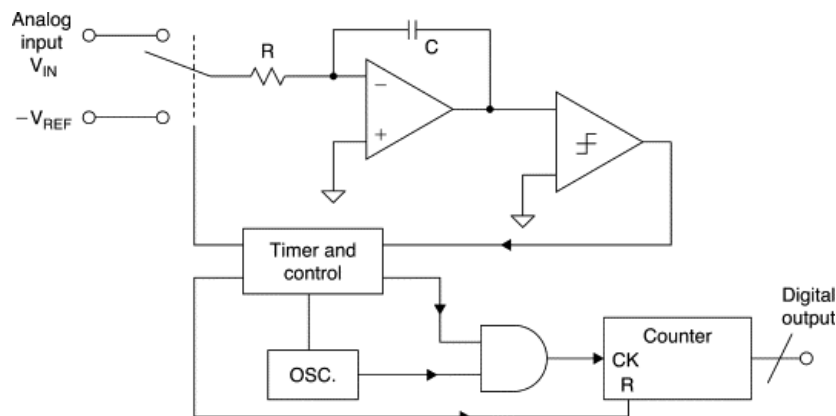 Analog
input
V_IN
−V_REF
R
C
−
+
Timer and
control
OSC.
Counter
CK
R
Digital
output